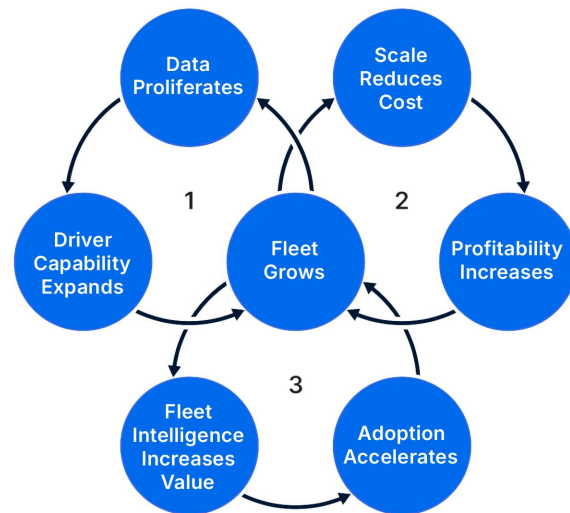 Data
Proliferates
Scale
Reduces
Cost
1
2
Driver
Capability
Expands
Fleet
Grows
Profitability
Increases
3
Fleet
Intelligence
Increases
Value
Adoption
Accelerates